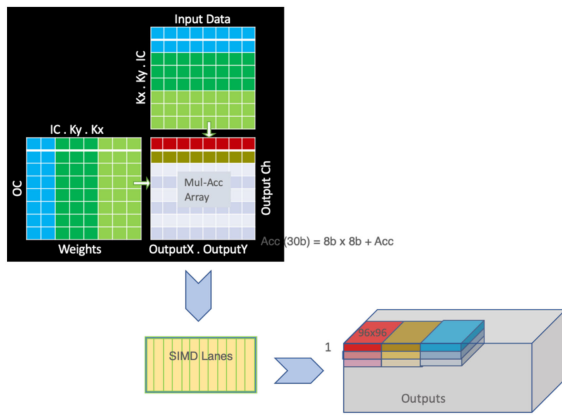 Input Data
Kx . Ky . IC
IC . Ky . Kx
OC
Mul-Acc
Array
Output Ch
Weights
OutputX . OutputY
Acc (30b) = 8b x 8b + Acc
SIMD Lanes
96x96
1
Outputs